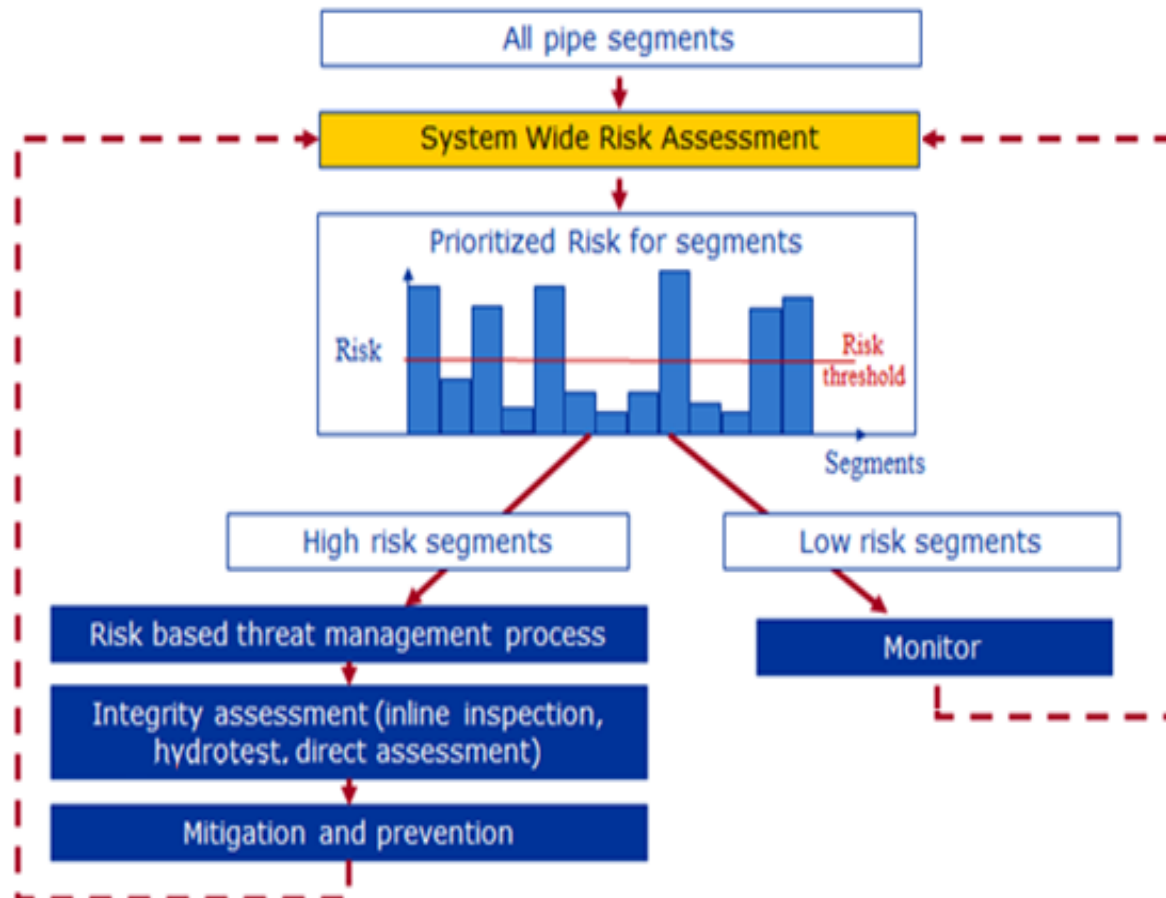 All pipe segments
System Wide Risk Assessment
Prioritized Risk for segments
Risk
Risk
threshold
Segments
High risk segments
Low risk segments
Risk based threat management process
Monitor
Integrity assessment (inline inspection,
hydrotest, direct assessment)
Mitigation and prevention